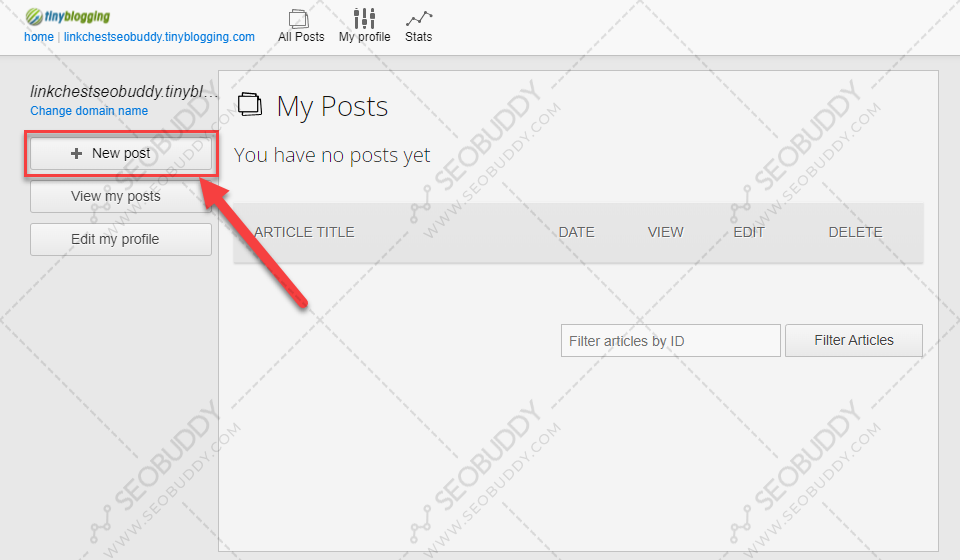 tinyblogging
home | linkchestseobuddy.tinyblogging.com
All Posts
My profile
Stats
linkchestseobuddy.tinybl...
Change domain name
+ New post
View my posts
Edit my profile
My Posts
You have no posts yet
ARTICLE TITLE DATE VIEW EDIT DELETE
Filter articles by ID
Filter Articles
SEOBUDDY
WWW.SEOBUDDY.COM
SEOBUDDY
WWW.SEOBUDDY.COM
SEOBUDDY
WWW.SEOBUDDY.COM
SEOBUDDY
WWW.SEOBUDDY.COM
SEOBUDDY
WWW.SEOBUDDY.COM
SEOBUDDY
WWW.SEOBUDDY.COM